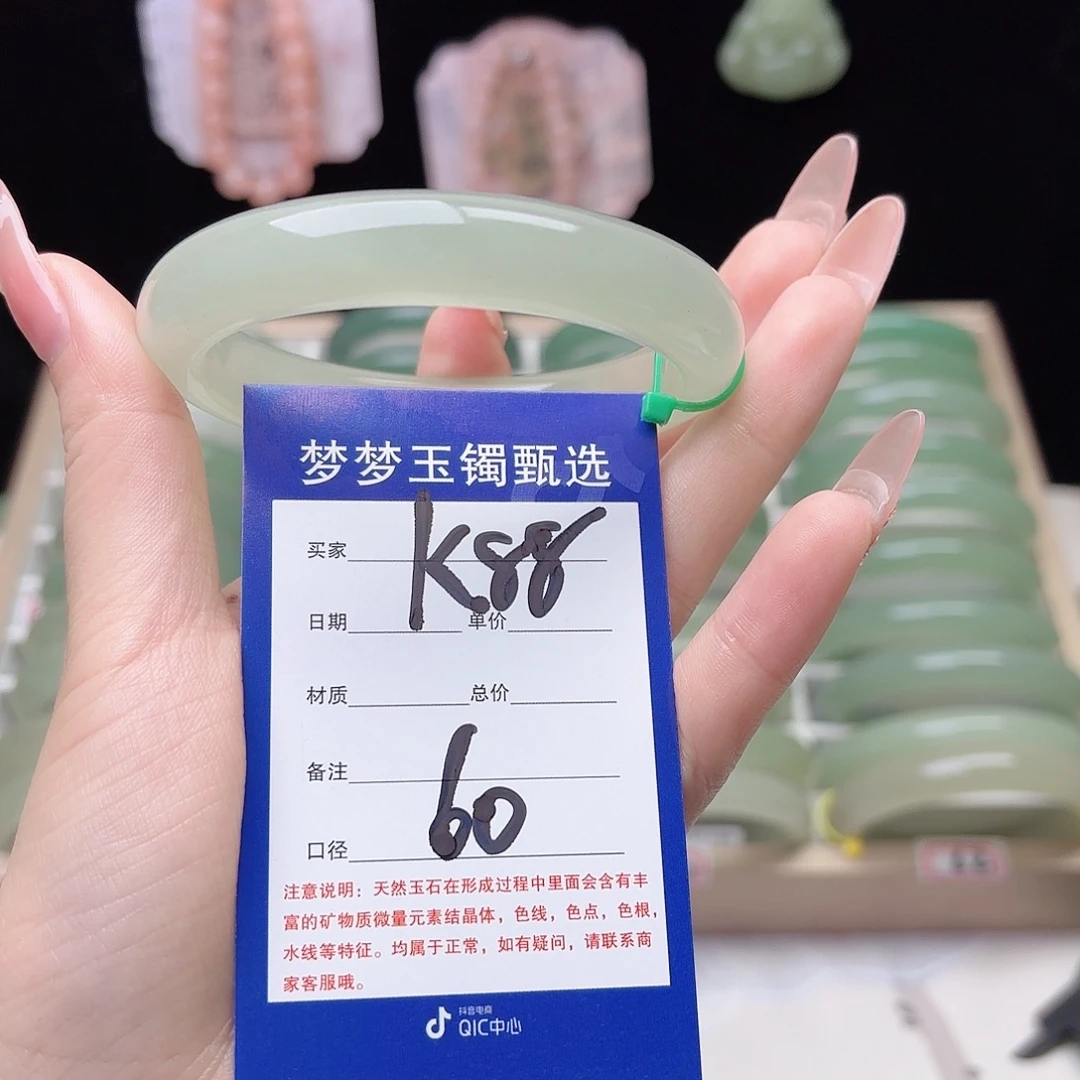 梦梦玉镯甄选
买家 K88
日期 单价
材质 总价
备注
口径 60
注意说明：天然玉石在形成过程中里面会含有丰
富的矿物质微量元素结晶体，色线，色点，色根，
水线等特征。均属于正常，如有疑问，请联系商
家客服哦。
抖音电商
QIC中心